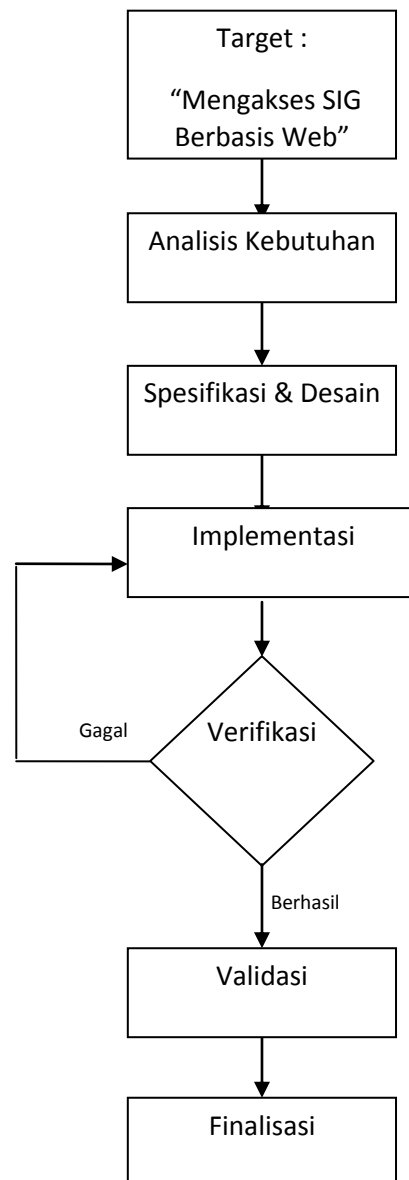 Target :
“Mengakses SIG
Berbasis Web”
Analisis Kebutuhan
Spesifikasi & Desain
Implementasi
Verifikasi
Gagal
Berhasil
Validasi
Finalisasi